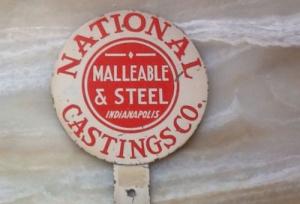 NATIONAL
MALLEABLE
& STEEL
INDIANAPOLIS
CASTINGS CO.